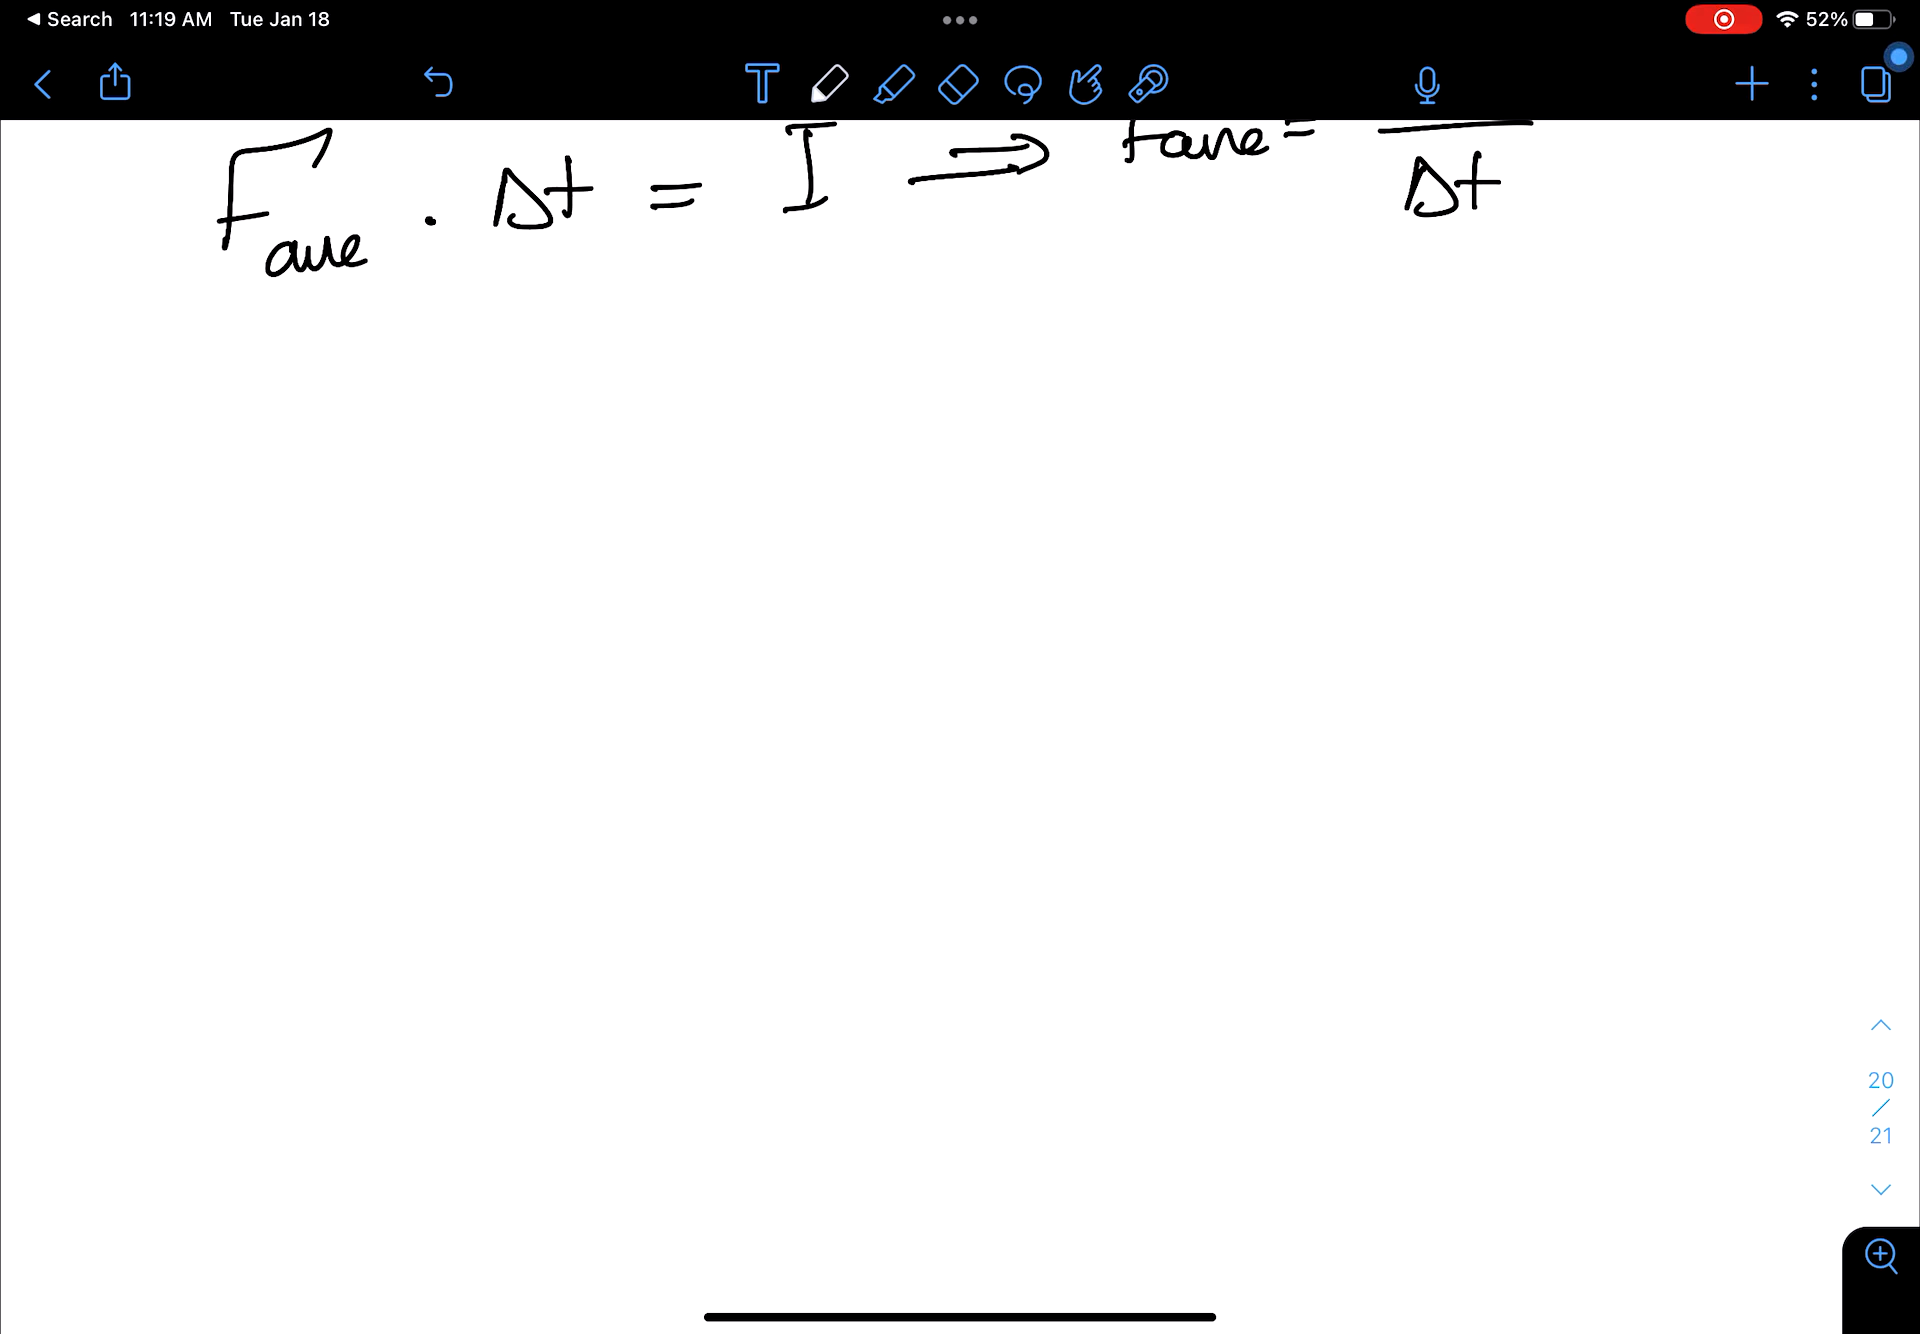 Search 11:19 AM Tue Jan 18 52%
T
F ave . Δt = I ⇒ Fave = / Δt
20
/
21